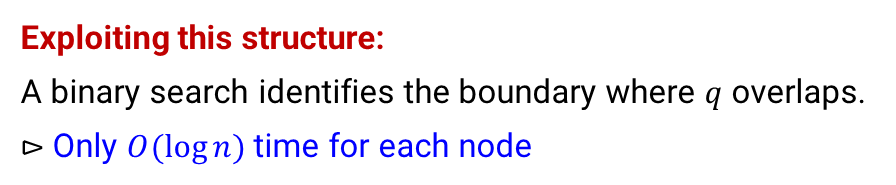 Exploiting this structure:
A binary search identifies the boundary where q overlaps.
⊳ Only O(log n) time for each node